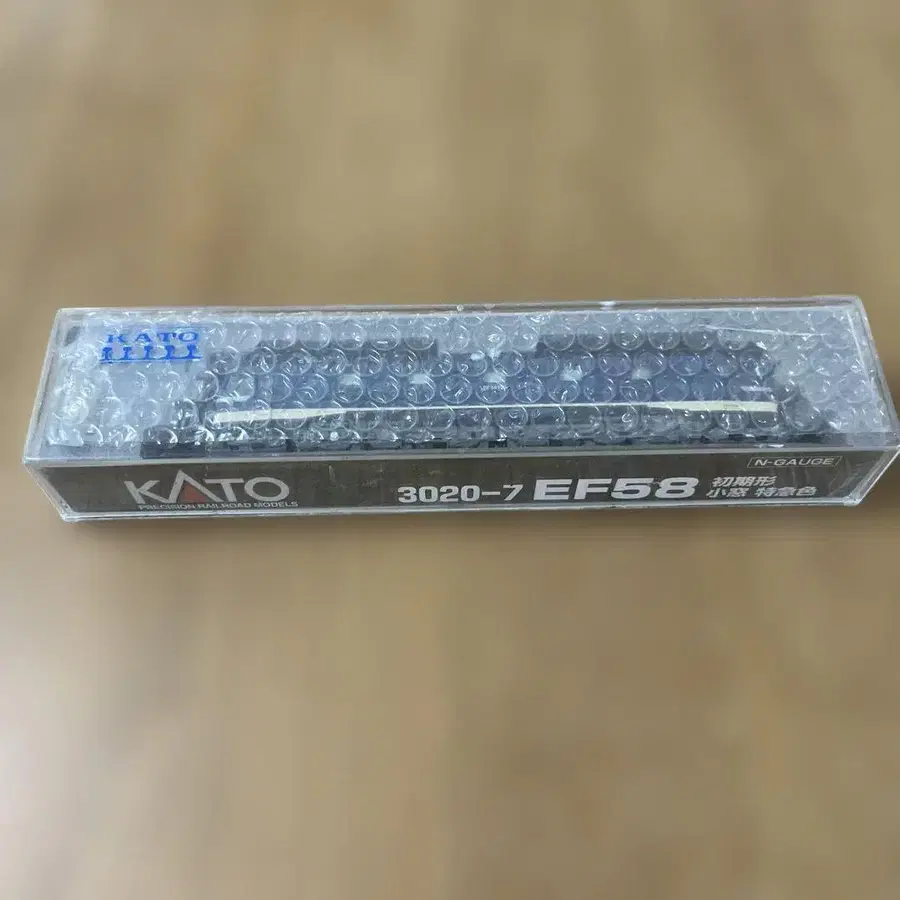 KATO
KATO
PRECISION RAILROAD MODELS
3020-7 EF58 初期形
小窓 特急色
N-GAUGE